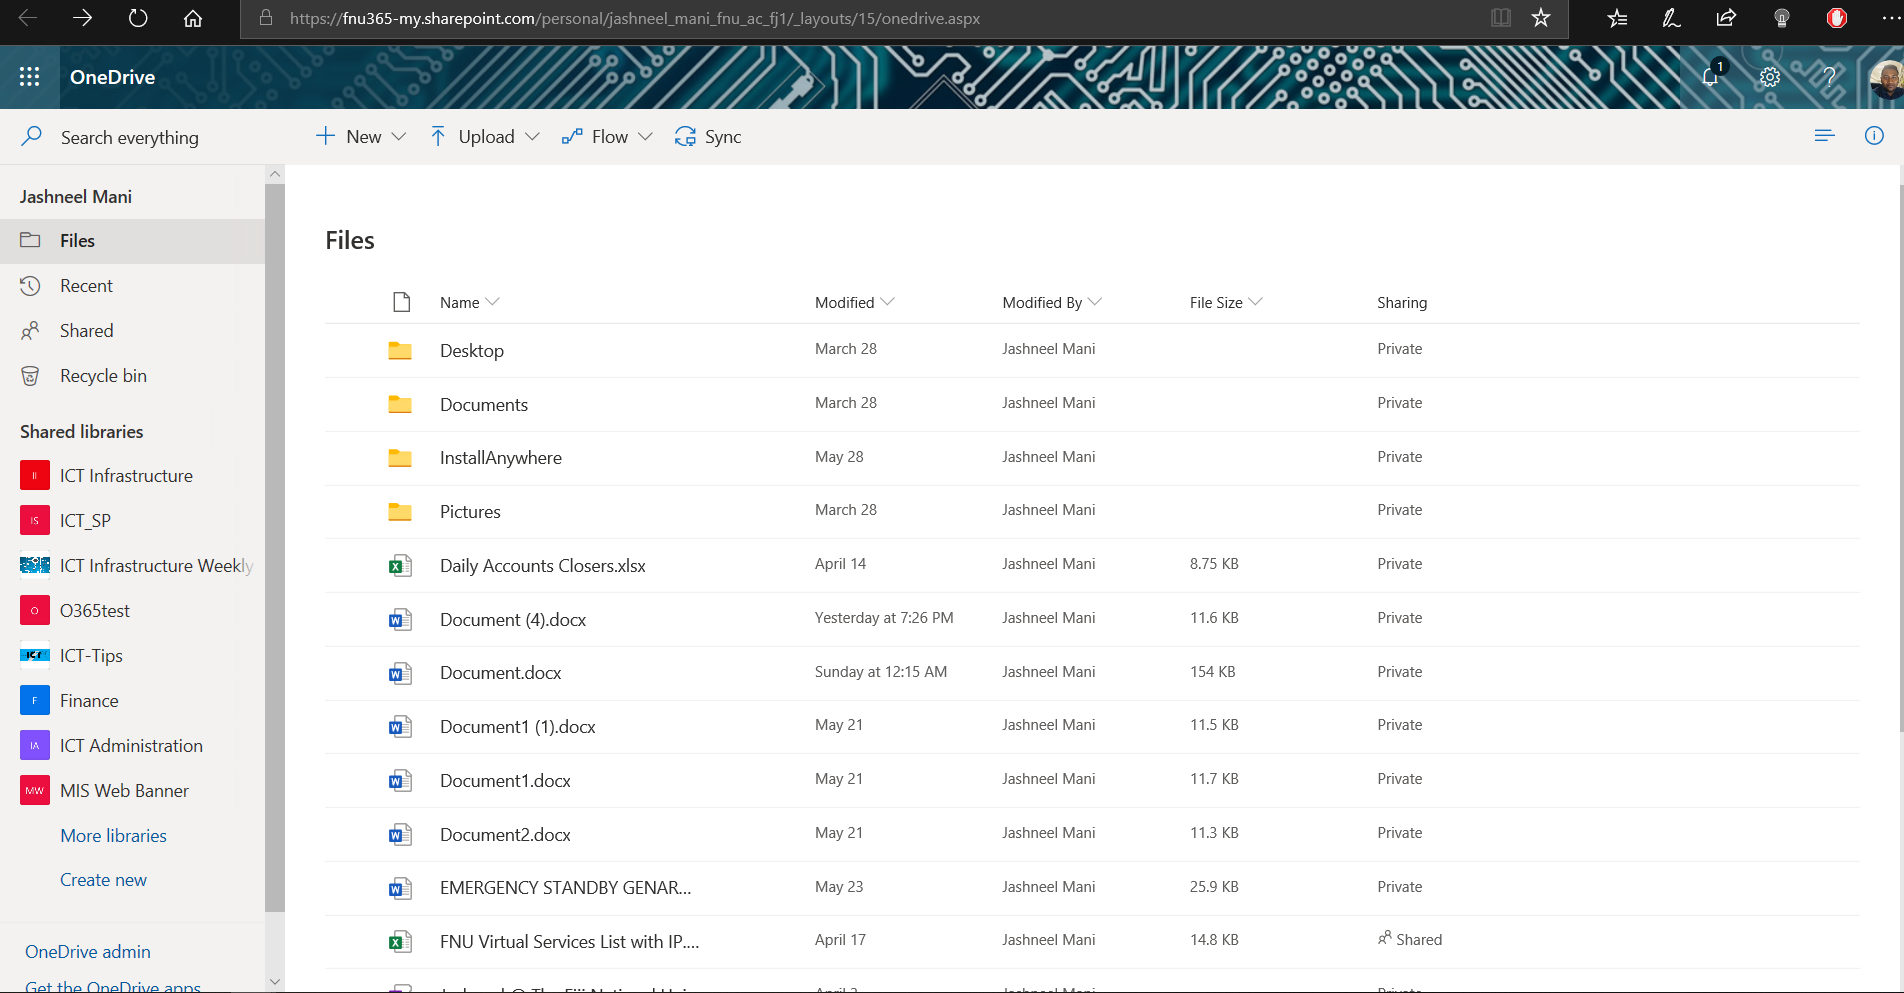 https://fnu365-my.sharepoint.com/personal/jashneel_mani_fnu_ac_fj1/_layouts/15/onedrive.aspx
OneDrive
1
Search everything
New Upload Flow Sync
Jashneel Mani
Files
Recent
Shared
Recycle bin
Shared libraries
II ICT Infrastructure
IS ICT_SP
ICT Infrastructure Weekly
O O365test
ICT ICT-Tips
F Finance
IA ICT Administration
MW MIS Web Banner
More libraries
Create new
OneDrive admin
Get the OneDrive apps
Files
Name Modified Modified By File Size Sharing
Desktop March 28 Jashneel Mani Private
Documents March 28 Jashneel Mani Private
InstallAnywhere May 28 Jashneel Mani Private
Pictures March 28 Jashneel Mani Private
Daily Accounts Closers.xlsx April 14 Jashneel Mani 8.75 KB Private
Document (4).docx Yesterday at 7:26 PM Jashneel Mani 11.6 KB Private
Document.docx Sunday at 12:15 AM Jashneel Mani 154 KB Private
Document1 (1).docx May 21 Jashneel Mani 11.5 KB Private
Document1.docx May 21 Jashneel Mani 11.7 KB Private
Document2.docx May 21 Jashneel Mani 11.3 KB Private
EMERGENCY STANDBY GENAR... May 23 Jashneel Mani 25.9 KB Private
FNU Virtual Services List with IP.... April 17 Jashneel Mani 14.8 KB Shared